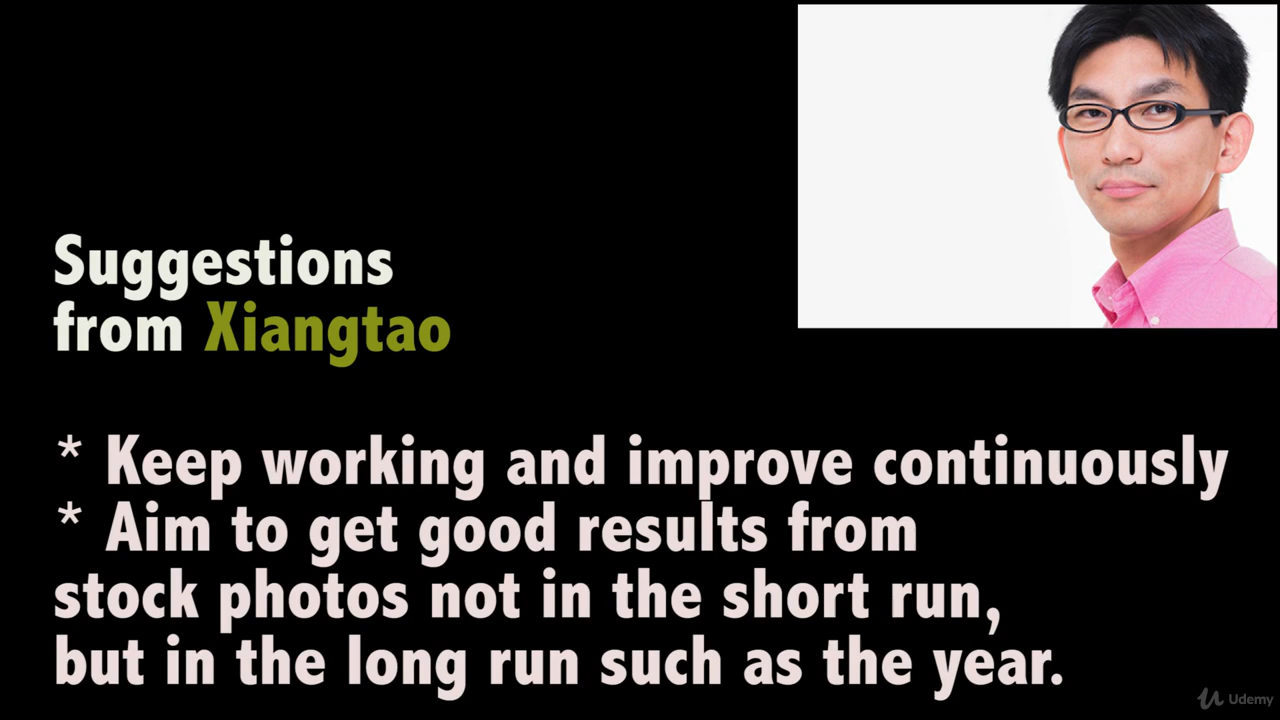 Suggestions
from Xiangtao
* Keep working and improve continuously
* Aim to get good results from
stock photos not in the short run,
but in the long run such as the year.
Udemy